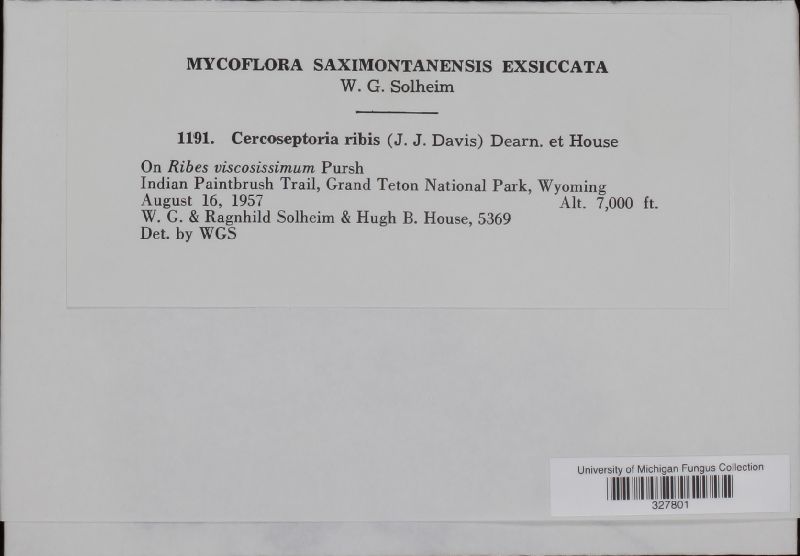 MYCOFLORA SAXIMONTANENSIS EXSICCATA
W. G. Solheim
1191. Cercoseptoria ribis (J. J. Davis) Dearn. et House
On Ribes viscosissimum Pursh
Indian Paintbrush Trail, Grand Teton National Park, Wyoming
August 16, 1957 Alt. 7,000 ft.
W. G. & Ragnhild Solheim & Hugh B. House, 5369
Det. by WGS
University of Michigan Fungus Collection
327801